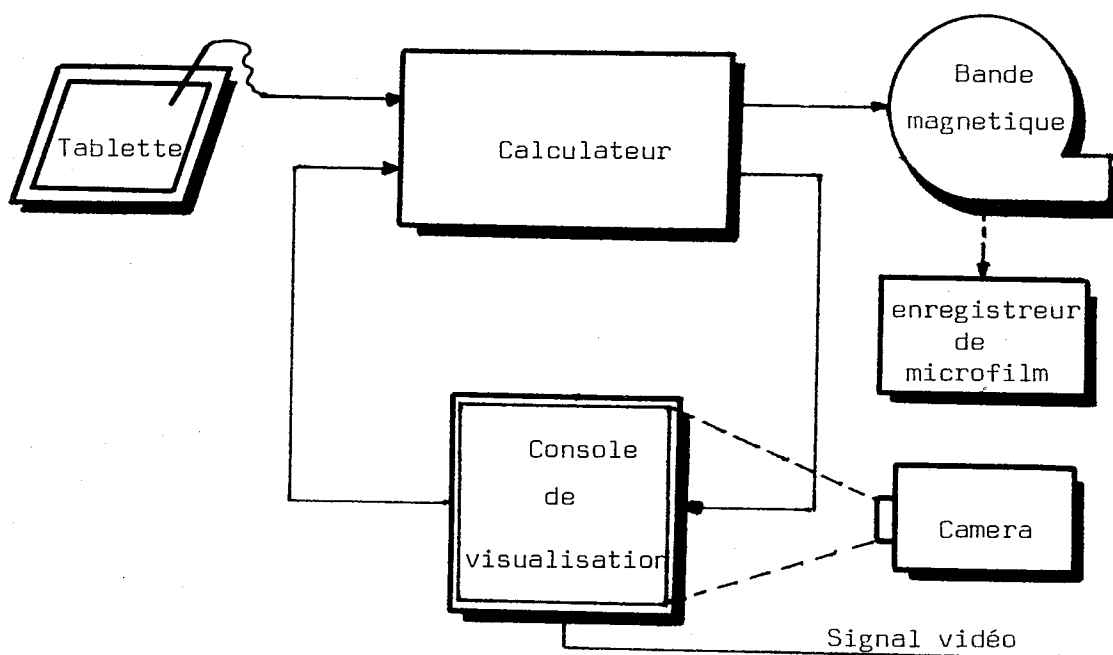 Tablette
Calculateur
Bande
magnetique
enregistreur
de
microfilm
Console
de
visualisation
Camera
Signal vidéo